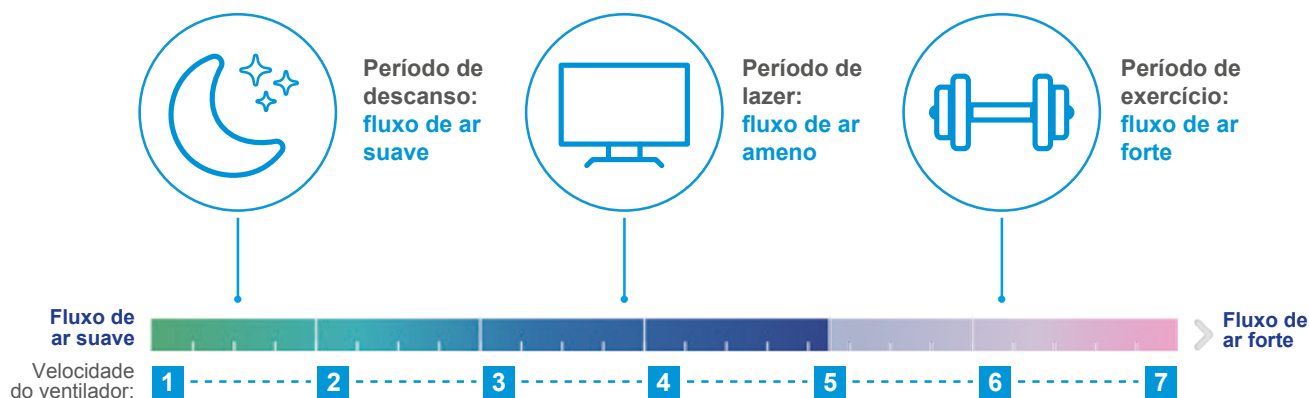 Período de
descanso:
fluxo de ar
suave
Período de
lazer:
fluxo de ar
ameno
Período de
exercício:
fluxo de ar
forte
Fluxo de
ar suave
Fluxo de
ar forte
Velocidade
do ventilador:
1 2 3 4 5 6 7